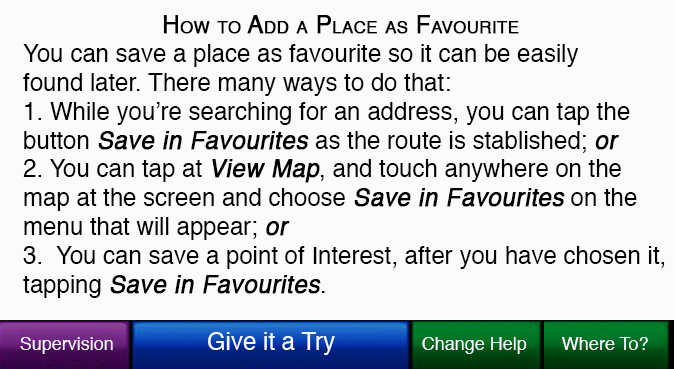 How to Add a Place as Favourite
You can save a place as favourite so it can be easily
found later. There many ways to do that:
1. While you’re searching for an address, you can tap the
button Save in Favourites as the route is stablished; or
2. You can tap at View Map, and touch anywhere on the
map at the screen and choose Save in Favourites on the
menu that will appear; or
3.  You can save a point of Interest, after you have chosen it,
tapping Save in Favourites.
Supervision
Give it a Try
Change Help
Where To?